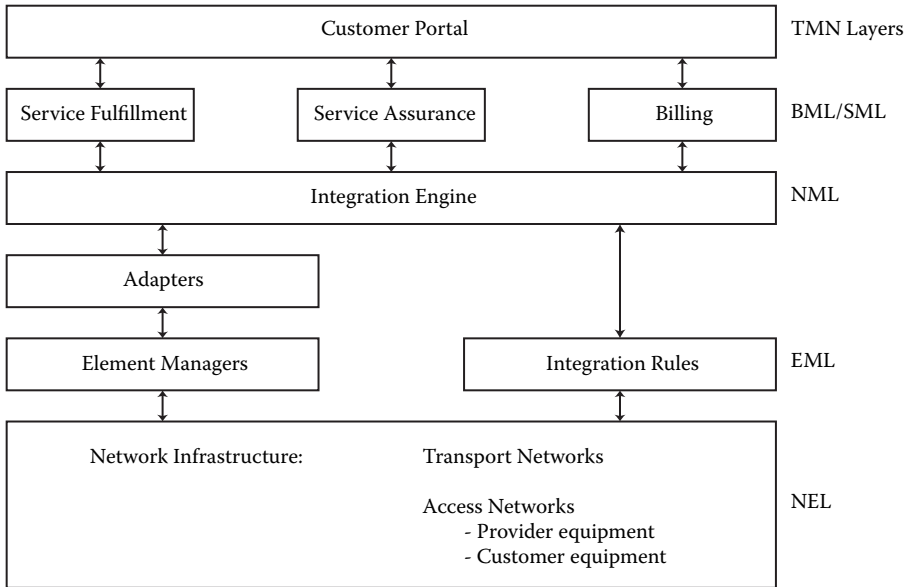 Customer Portal
TMN Layers
Service Fulfillment
Service Assurance
Billing
BML/SML
Integration Engine
NML
Adapters
Element Managers
Integration Rules
EML
Network Infrastructure:
Transport Networks
Access Networks
- Provider equipment
- Customer equipment
NEL